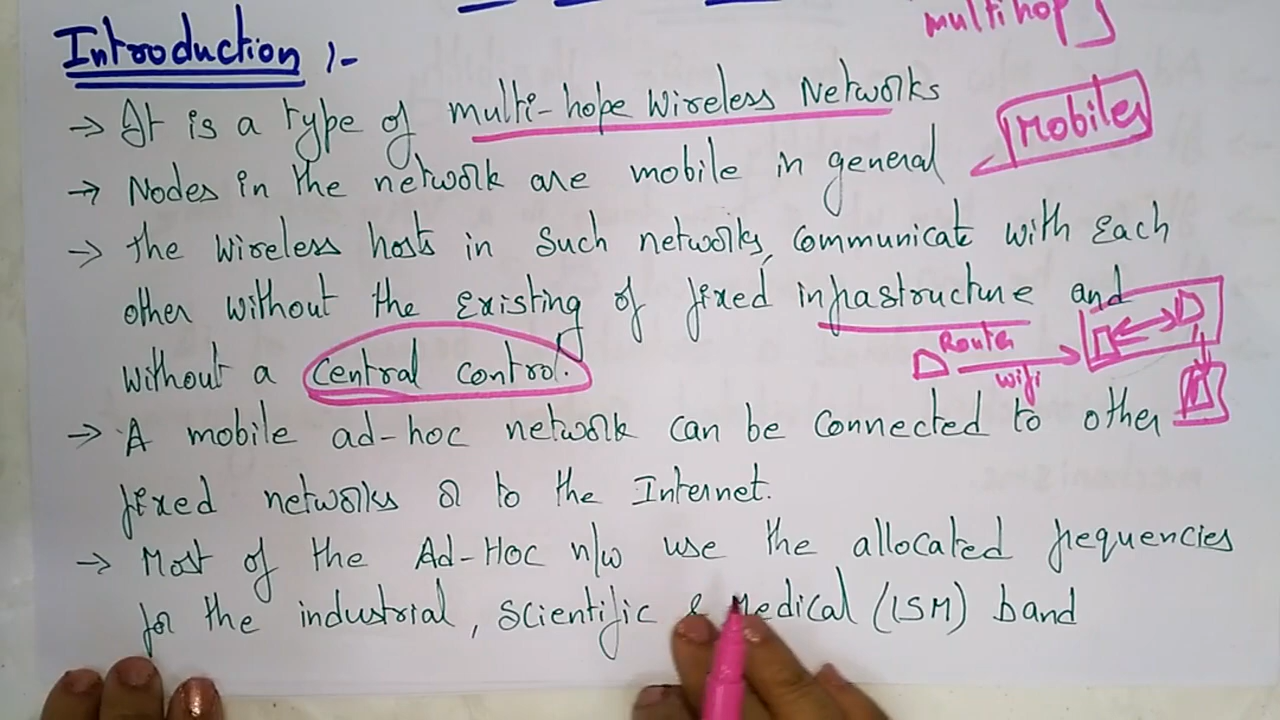 multihop
Introduction :-
→ It is a type of multi-hope Wireless Networks
Mobiles
→ Nodes in the network are mobile in general
→ the wireless hosts in such networks, communicate with each
other without the existing of fixed infrastructure and
without a central control.
Router
wifi
→ A mobile ad-hoc network can be connected to other
fixed networks or to the Internet.
→ Most of the Ad-Hoc n/w use the allocated frequencies
for the industrial, scientific & Medical (ISM) band